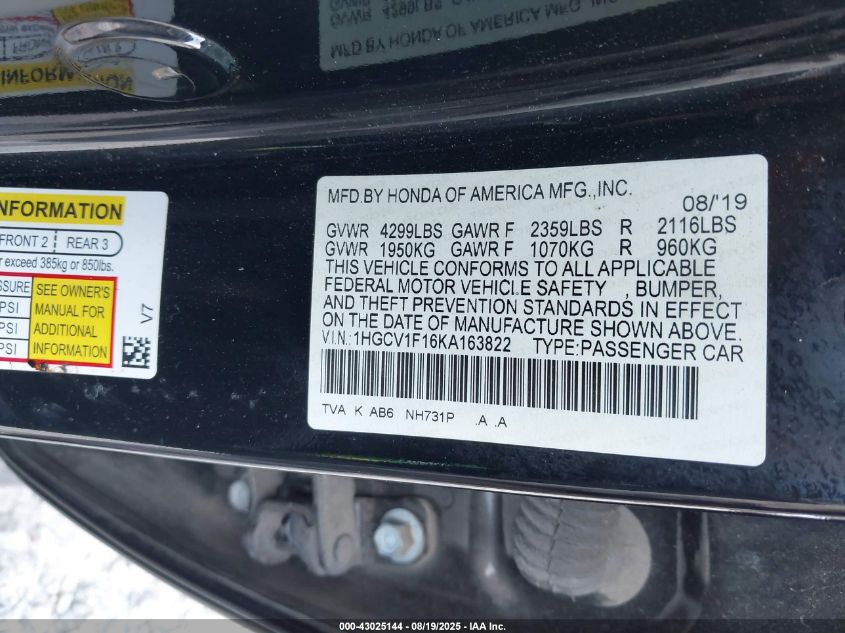 NFORMATION
FRONT 2 REAR 3
exceed 385kg or 850lbs.
SURE SEE OWNER'S
PSI MANUAL FOR
PSI ADDITIONAL
PSI INFORMATION
V7
MFD.BY HONDA OF AMERICA MFG.,INC.
08/'19
GVWR 4299LBS GAWR F 2359LBS R 2116LBS
GVWR 1950KG GAWR F 1070KG R 960KG
THIS VEHICLE CONFORMS TO ALL APPLICABLE
FEDERAL MOTOR VEHICLE SAFETY , BUMPER,
AND THEFT PREVENTION STANDARDS IN EFFECT
ON THE DATE OF MANUFACTURE SHOWN ABOVE.
V.I.N.:1HGCV1F16KA163822 TYPE:PASSENGER CAR
TVA K AB6 NH731P .A .A
000-43025144 - 08/19/2025 - IAA Inc.